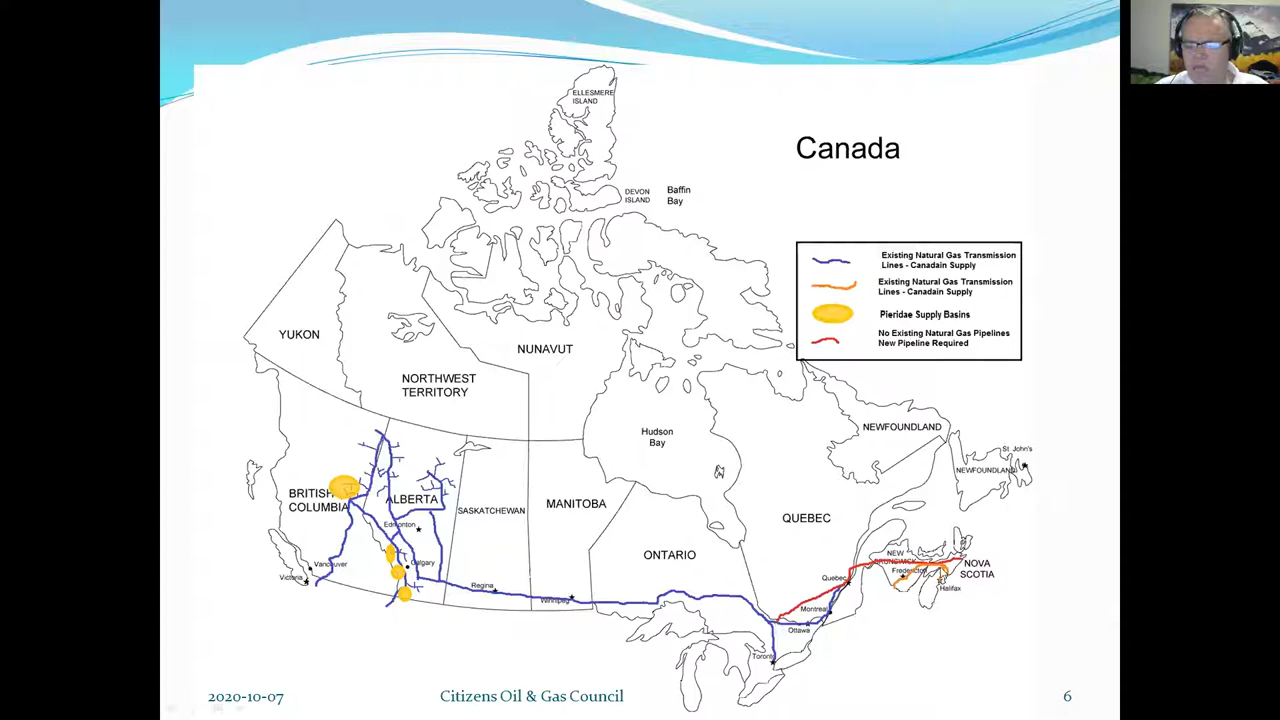 ELLESMERE
ISLAND
Canada
DEVON
ISLAND
Baffin
Bay
Existing Natural Gas Transmission
Lines - Canadain Supply
Existing Natural Gas Transmission
Lines - Canadain Supply
Pieridae Supply Basins
No Existing Natural Gas Pipelines
New Pipeline Required
YUKON
NUNAVUT
NORTHWEST
TERRITORY
Hudson
Bay
NEWFOUNDLAND
St. John's
NEWFOUNDLAND
BRITISH
COLUMBIA
ALBERTA
SASKATCHEWAN
MANITOBA
QUEBEC
Edmonton
ONTARIO
NEW
BRUNSWICK
NOVA
SCOTIA
Vancouver
Calgary
Fredericton
Victoria
Quebec
Halifax
Regina
Winnipeg
Montreal
Ottawa
Toronto
2020-10-07
Citizens Oil & Gas Council
6